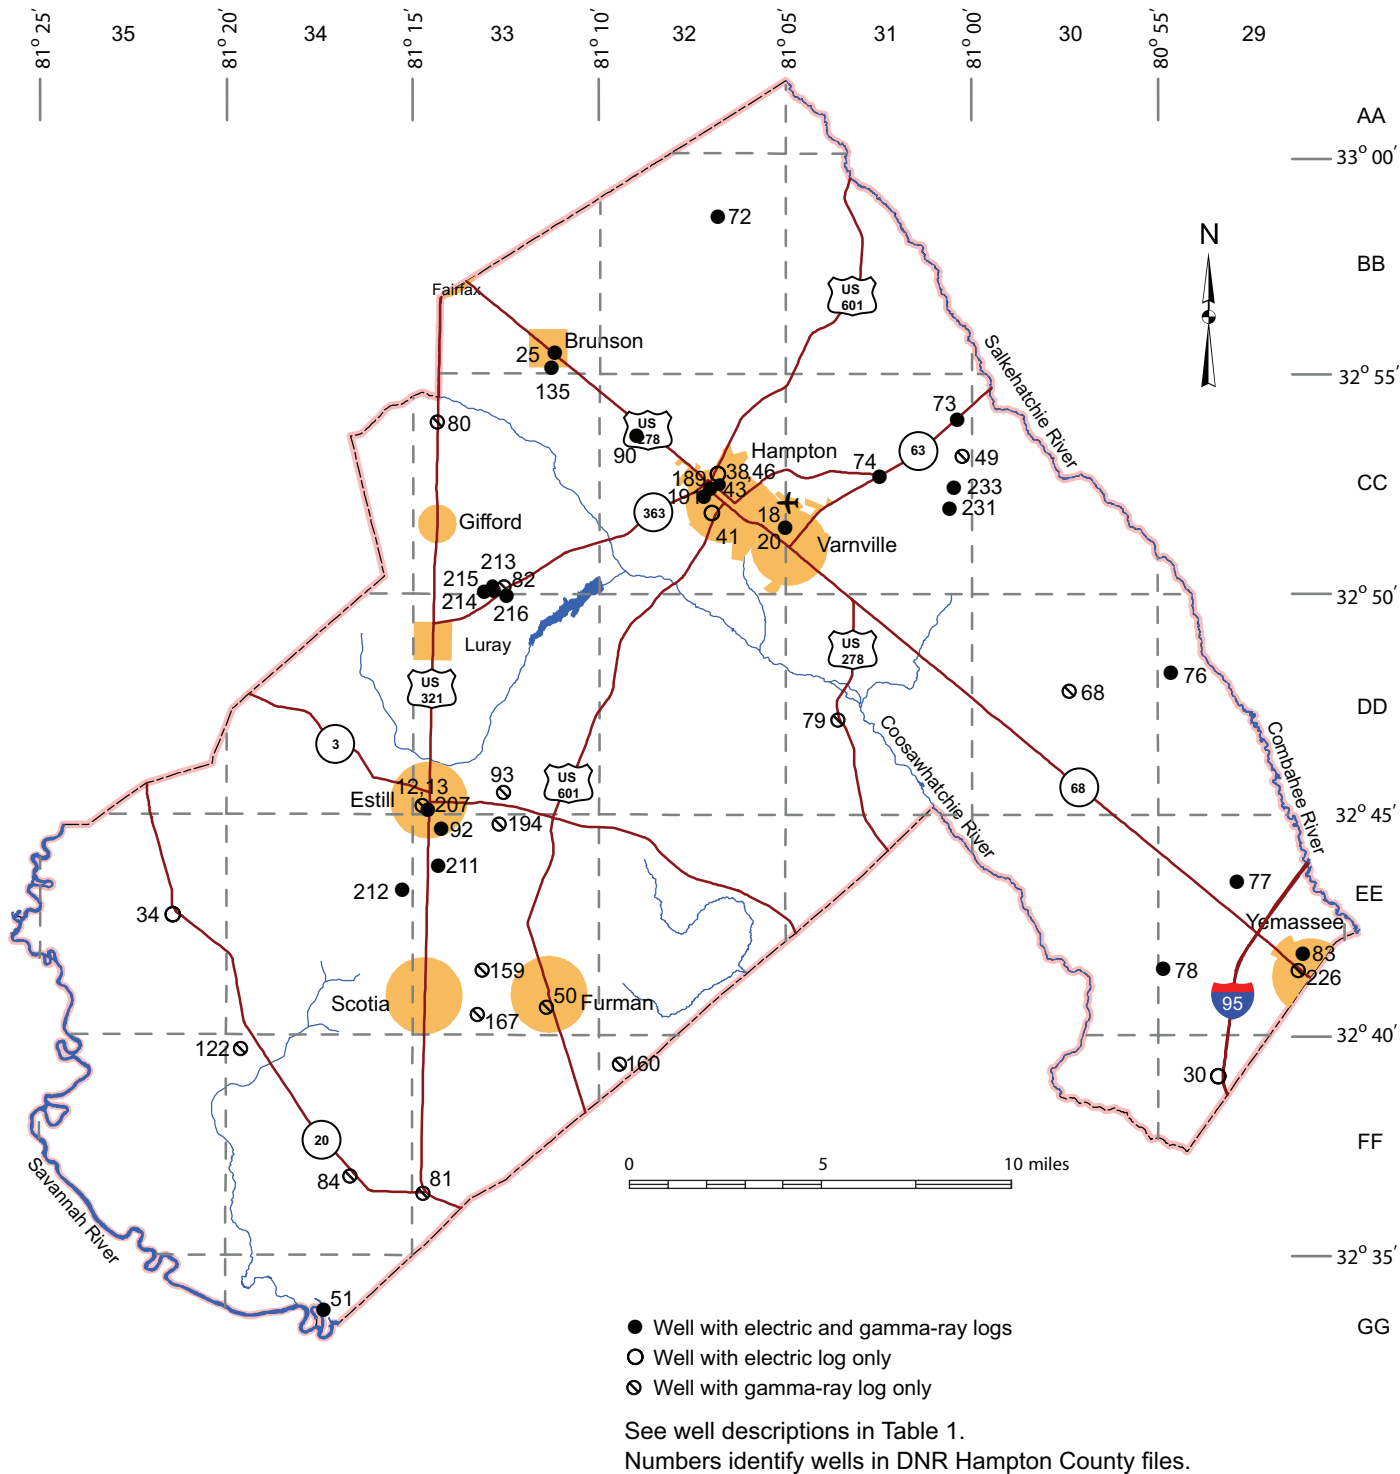 81° 25' 35 81° 20' 34 81° 15' 33 81° 10' 32 81° 05' 31 81° 00' 30 80° 55' 29
AA
33° 00'
72
N
BB
Fairfax
US
601
Brunson
25
135
Salkehatchie River
32° 55'
73
80
US
278
90
Hampton
63
74
49
38,46
189
43
191
233
CC
231
363
18
Gifford
41
20
Varnville
213
215
82
214
216
32° 50'
Luray
US
278
US
321
68
76
79
DD
3
Coosawhatchie River
Combahee River
93
US
601
68
12,13
Estill
207
32° 45'
92
194
211
212
77
EE
34
Yemassee
83
159
78
226
50
Scotia
Furman
95
167
32° 40'
122
160
30
20
FF
Savannah River
0 5 10 miles
84
81
32° 35'
51
GG
Well with electric and gamma-ray logs
Well with electric log only
Well with gamma-ray log only
See well descriptions in Table 1.
Numbers identify wells in DNR Hampton County files.